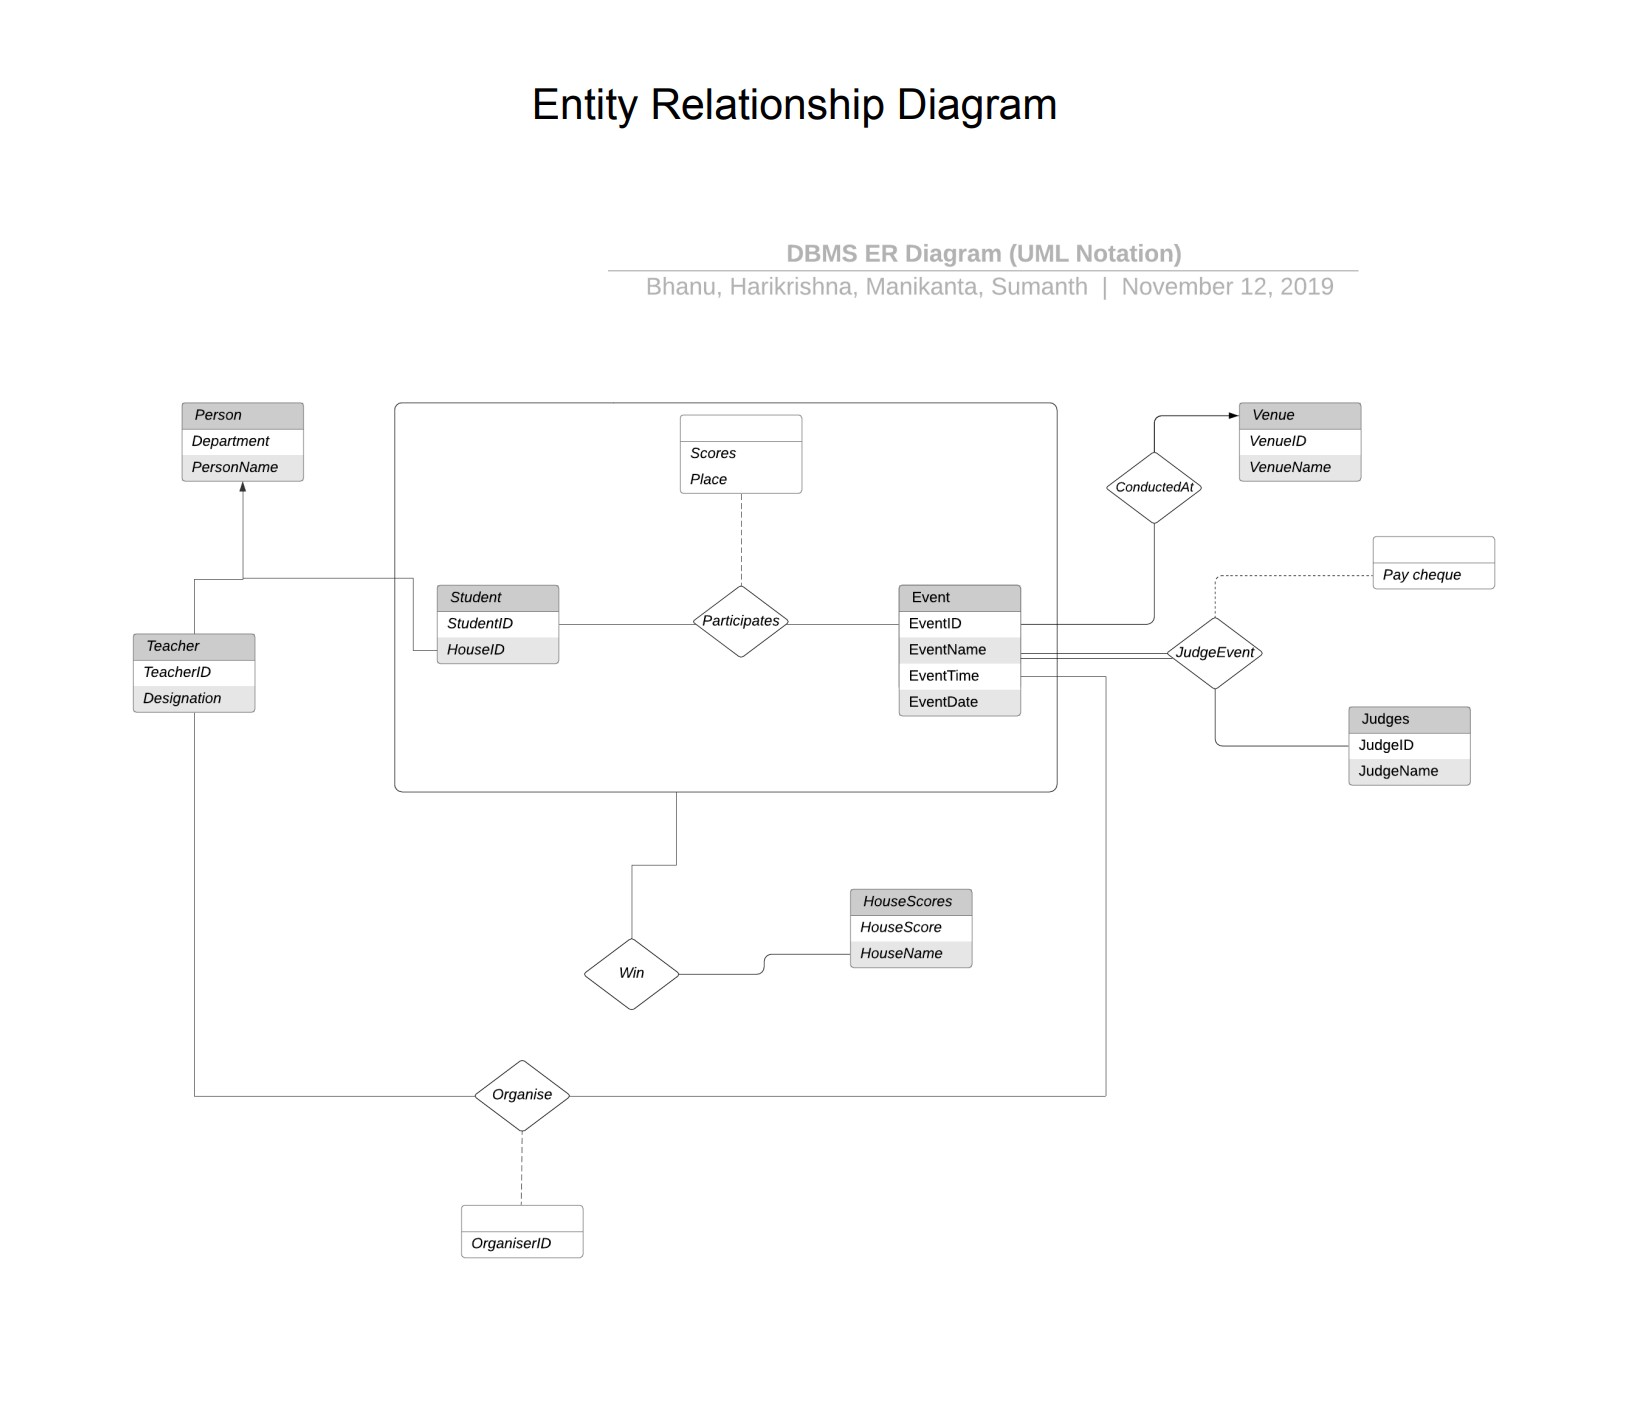 Entity Relationship Diagram
DBMS ER Diagram (UML Notation)
Bhanu, Harikrishna, Manikanta, Sumanth | November 12, 2019
Person
Department
PersonName
Scores
Place
Venue
VenueID
VenueName
ConductedAt
Pay cheque
Student
StudentID
HouseID
Participates
Event
EventID
EventName
EventTime
EventDate
JudgeEvent
Teacher
TeacherID
Designation
Judges
JudgeID
JudgeName
HouseScores
HouseScore
HouseName
Win
Organise
OrganiserID